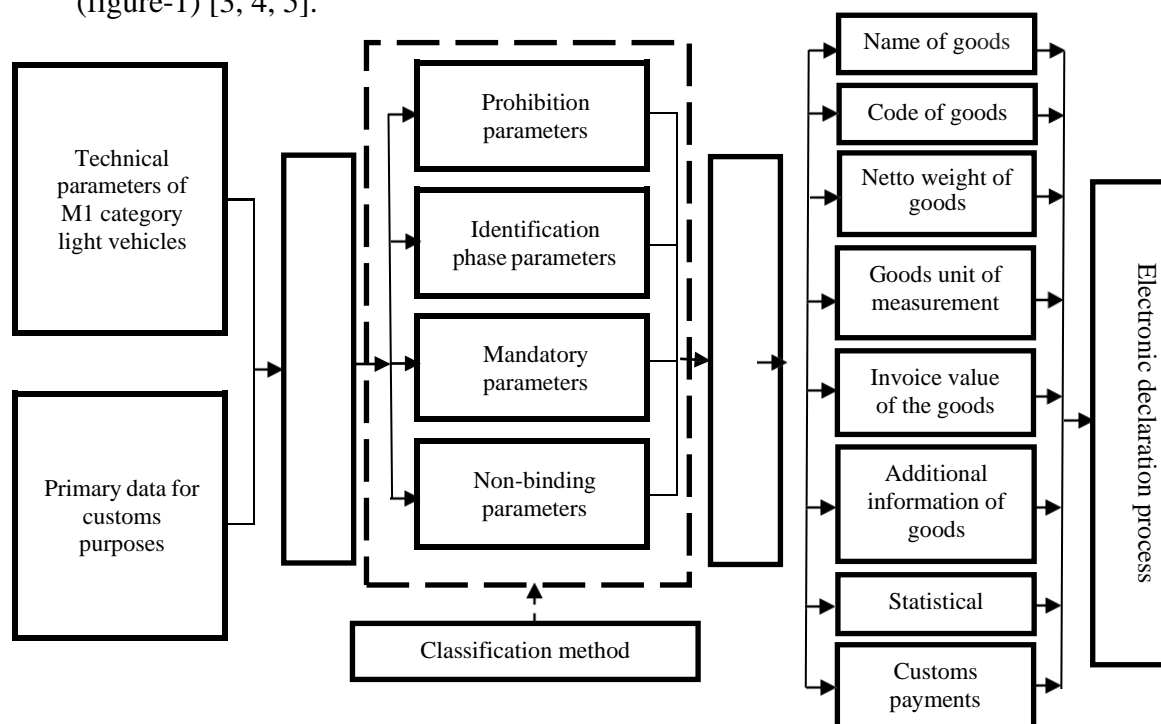 (figure-1) [3, 4, 5].
Technical
parameters of
M1 category
light vehicles
Primary data for
customs
purposes
Prohibition
parameters
Identification
phase parameters
Mandatory
parameters
Non-binding
parameters
Classification method
Name of goods
Code of goods
Netto weight of
goods
Goods unit of
measurement
Invoice value
of the goods
Additional
information of
goods
Statistical
Customs
payments
Electronic declaration process